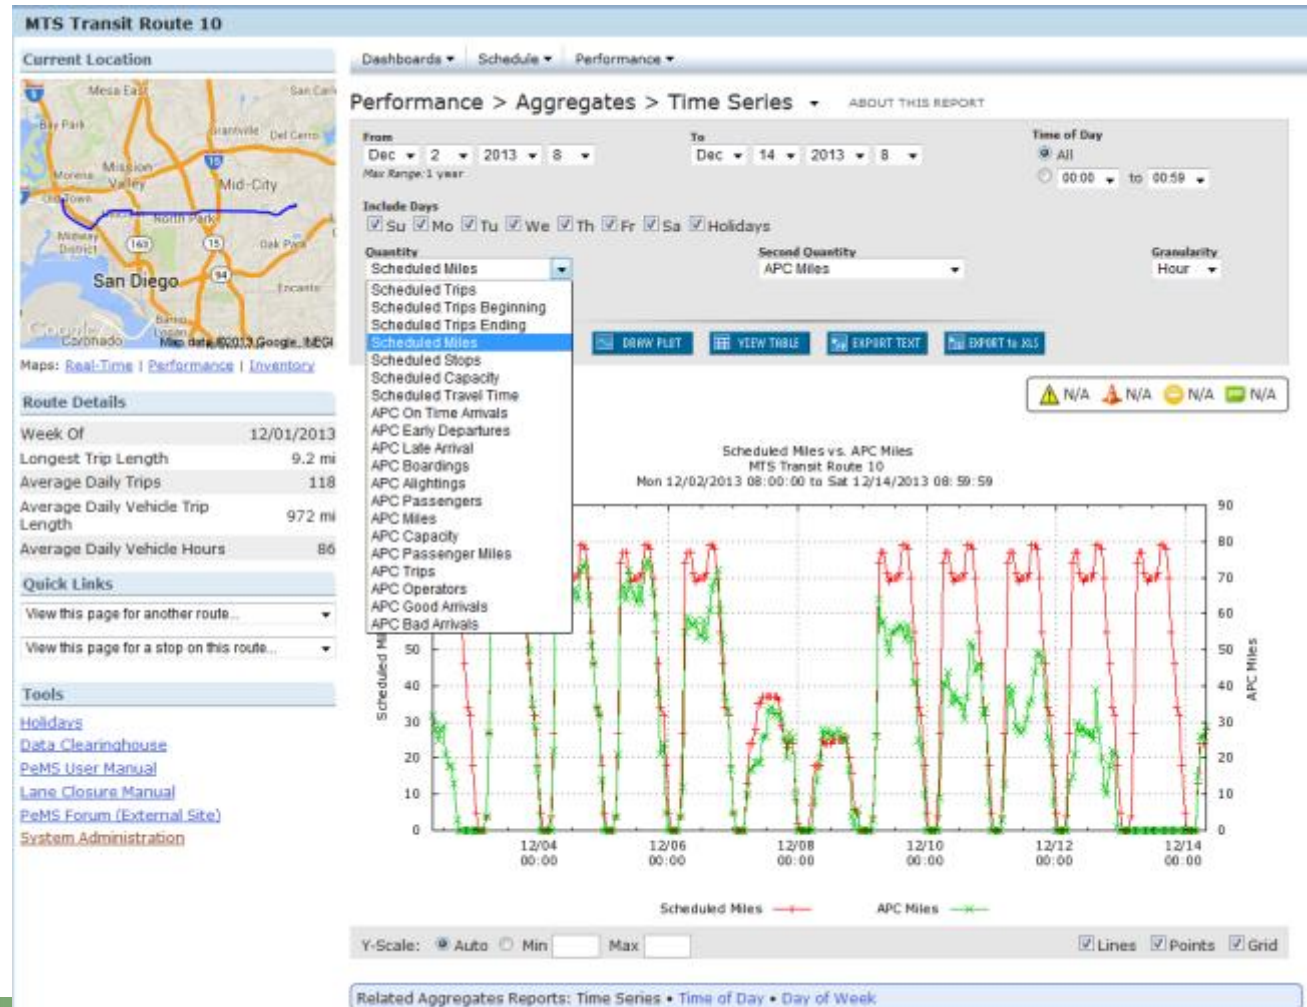 MTS Transit Route 10
Current Location
Mesa East
San Carl
Bay Park
Grantville
Del Cerro
Morena
Mission
Valley
Mid-City
Old Town
North Park
Midway
District
163
15
Oak Park
San Diego
94
Encanto
Barrio
Logan
Google
Coronado
Map data ©2013 Google, INEGI
Maps: Real-Time | Performance | Inventory
Route Details
Week Of 12/01/2013
Longest Trip Length 9.2 mi
Average Daily Trips 118
Average Daily Vehicle Trip
Length 972 mi
Average Daily Vehicle Hours 86
Quick Links
View this page for another route...
View this page for a stop on this route...
Tools
Holidays
Data Clearinghouse
PeMS User Manual
Lane Closure Manual
PeMS Forum (External Site)
System Administration
Dashboards Schedule Performance
Performance > Aggregates > Time Series ABOUT THIS REPORT
From To Time of Day
Dec 2 2013 8 Dec 14 2013 8 All
Max Range: 1 year
00:00 to 00:59
Include Days
Su Mo Tu We Th Fr Sa Holidays
Quantity Second Quantity Granularity
Scheduled Miles APC Miles Hour
Scheduled Trips
Scheduled Trips Beginning
Scheduled Trips Ending
Scheduled Miles
Scheduled Stops
Scheduled Capacity
Scheduled Travel Time
APC On Time Arrivals
APC Early Departures
APC Late Arrival
APC Boardings
APC Alightings
APC Passengers
APC Miles
APC Capacity
APC Passenger Miles
APC Trips
APC Operators
APC Good Arrivals
APC Bad Arrivals
DRAW PLOT VIEW TABLE EXPORT TEXT EXPORT to .XLS
N/A N/A N/A N/A
Scheduled Miles vs. APC Miles
MTS Transit Route 10
Mon 12/02/2013 08:00:00 to Sat 12/14/2013 08:59:59
90
80
70
60
50 50
40 40
30 30
20 20
10 10
0 0
Scheduled Mi
APC Miles
12/04 12/06 12/08 12/10 12/12 12/14
00:00 00:00 00:00 00:00 00:00 00:00
Scheduled Miles APC Miles
Y-Scale: Auto Min Max Lines Points Grid
Related Aggregates Reports: Time Series • Time of Day • Day of Week